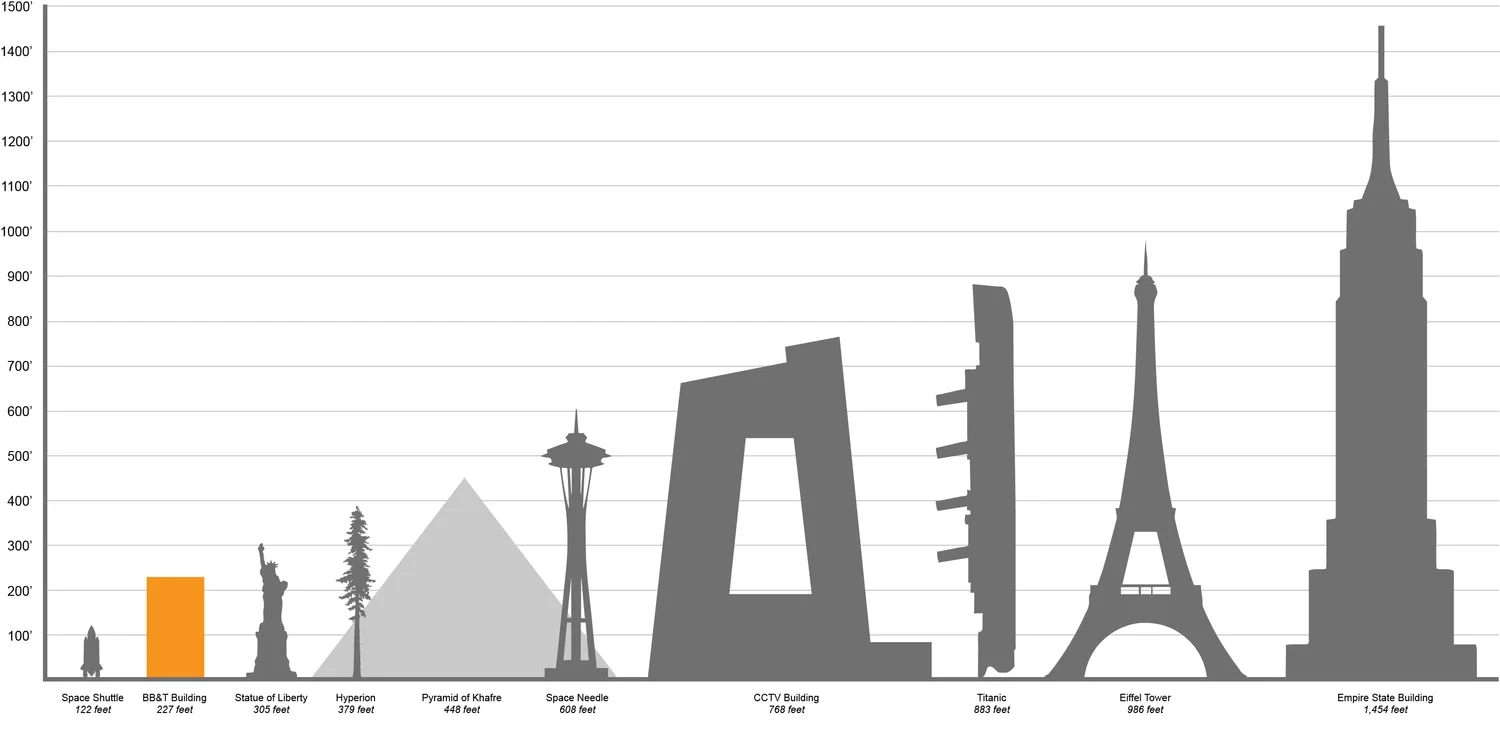 1500’
1400’
1300’
1200’
1100’
1000’
900’
800’
700’
600’
500’
400’
300’
200’
100’
Space Shuttle
122 feet
BB&T Building
227 feet
Statue of Liberty
305 feet
Hyperion
379 feet
Pyramid of Khafre
448 feet
Space Needle
608 feet
CCTV Building
768 feet
Titanic
883 feet
Eiffel Tower
986 feet
Empire State Building
1,454 feet